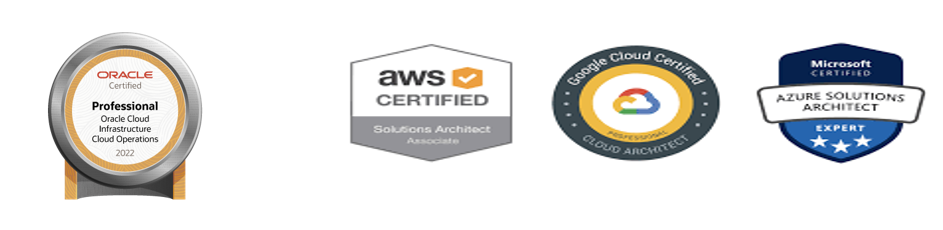 ORACLE
Certified
Professional
Oracle Cloud
Infrastructure
Cloud Operations
2022
aws
CERTIFIED
Solutions Architect
Associate
Google Cloud Certified
PROFESSIONAL
CLOUD ARCHITECT
Microsoft
CERTIFIED
AZURE SOLUTIONS
ARCHITECT
EXPERT